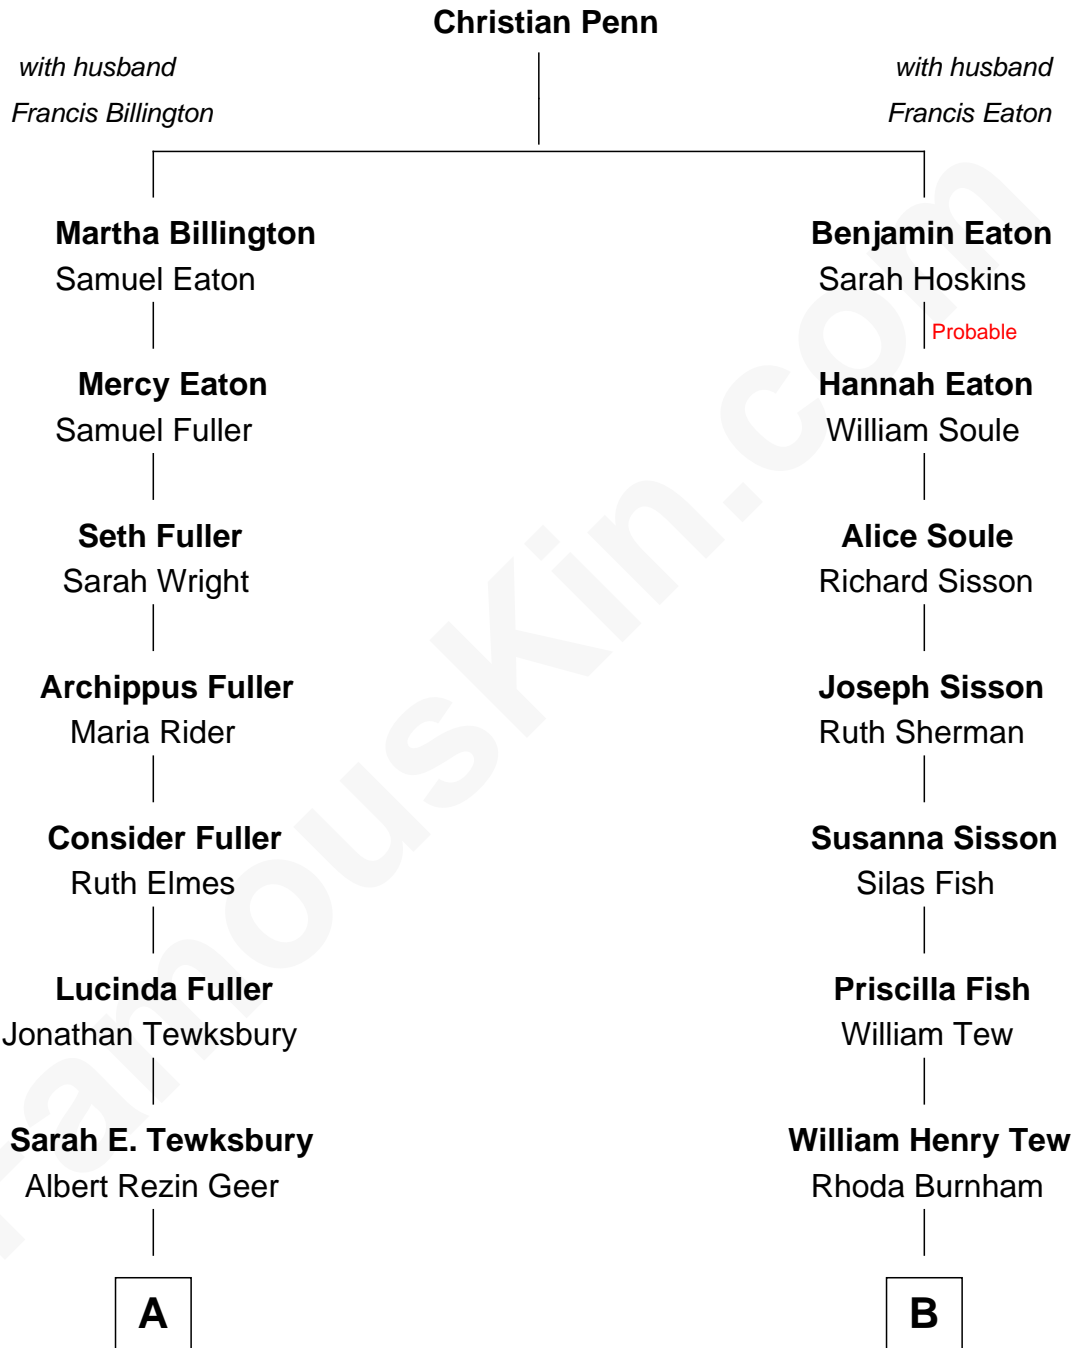 Christian Penn
with husband
Francis Billington
with husband
Francis Eaton
Martha Billington
Samuel Eaton
Benjamin Eaton
Sarah Hoskins
Probable
Mercy Eaton
Samuel Fuller
Hannah Eaton
William Soule
Seth Fuller
Sarah Wright
Alice Soule
Richard Sisson
Archippus Fuller
Maria Rider
Joseph Sisson
Ruth Sherman
Consider Fuller
Ruth Elmes
Susanna Sisson
Silas Fish
Lucinda Fuller
Jonathan Tewksbury
Priscilla Fish
William Tew
Sarah E. Tewksbury
Albert Rezin Geer
William Henry Tew
Rhoda Burnham
A
B
FamousKin.com